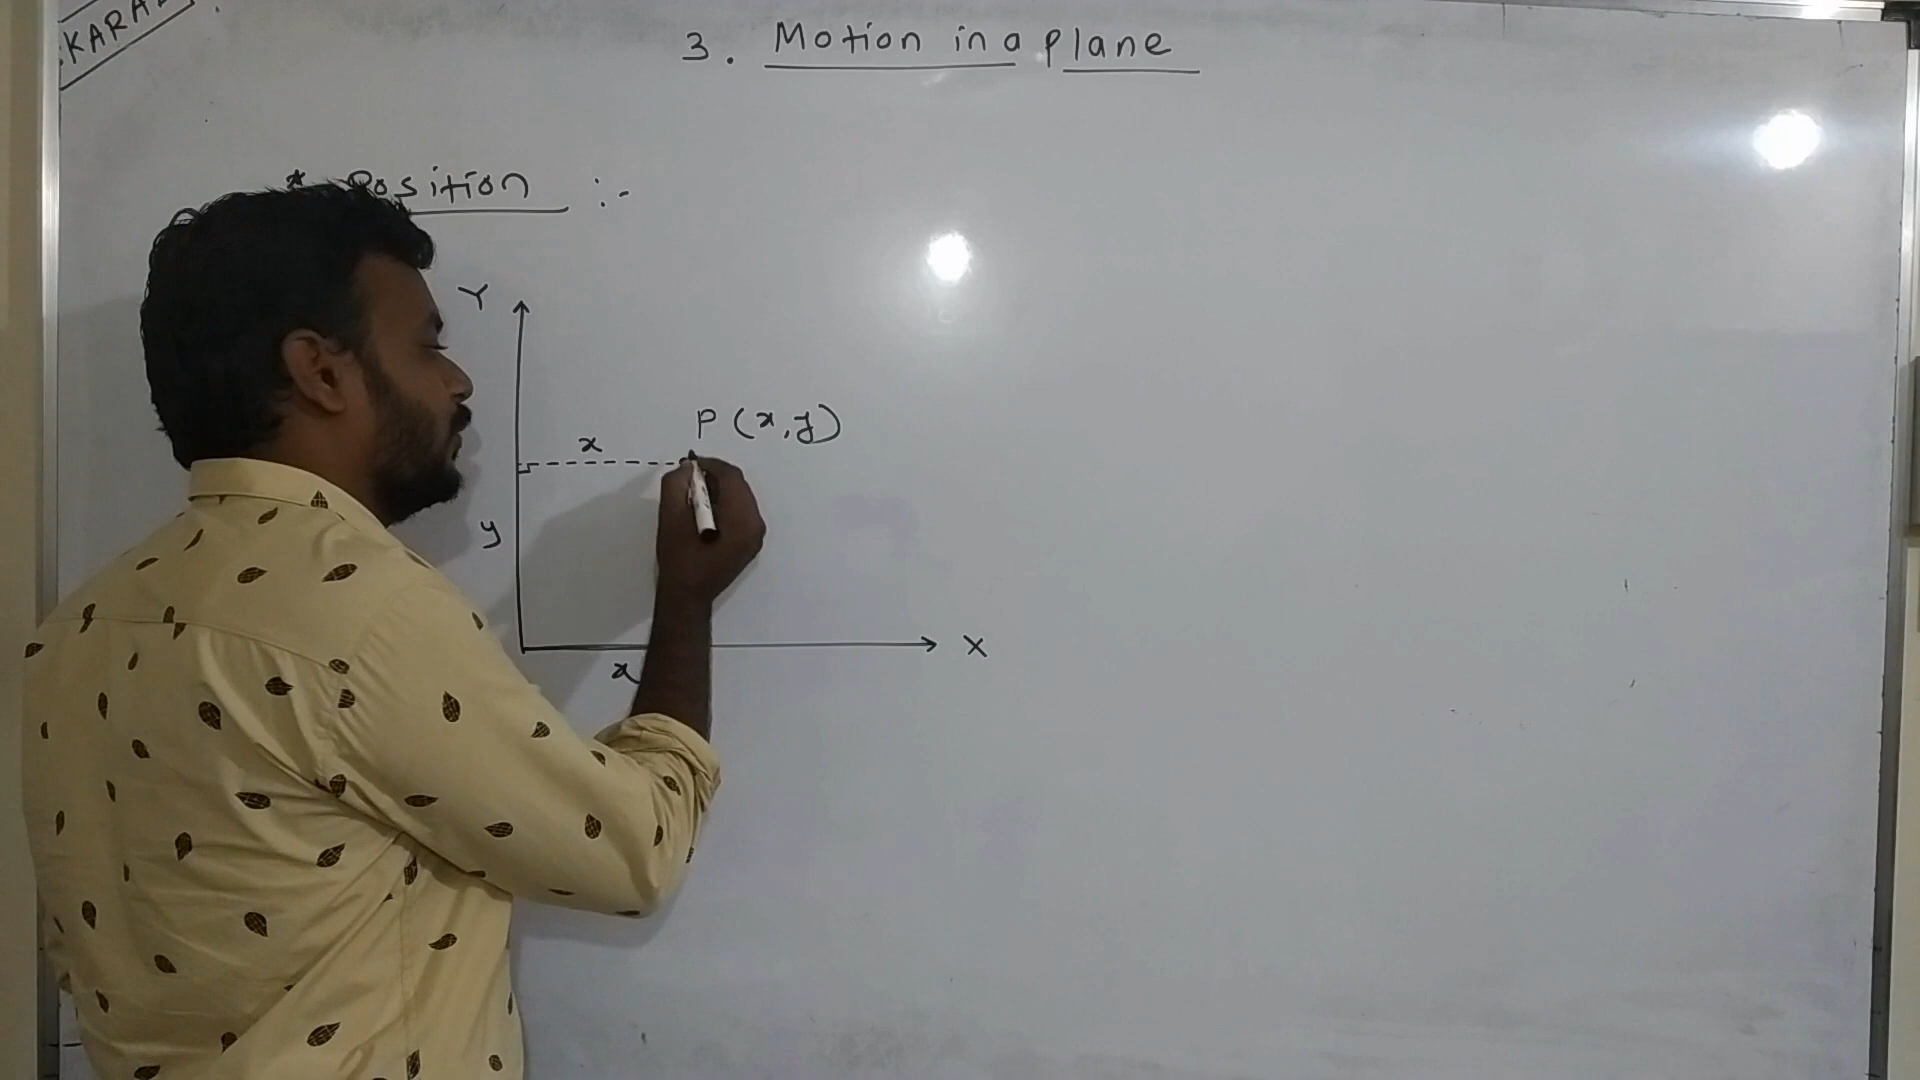 3. Motion in a plane
* Position :-
Y
P (x,y)
x
y
X
x